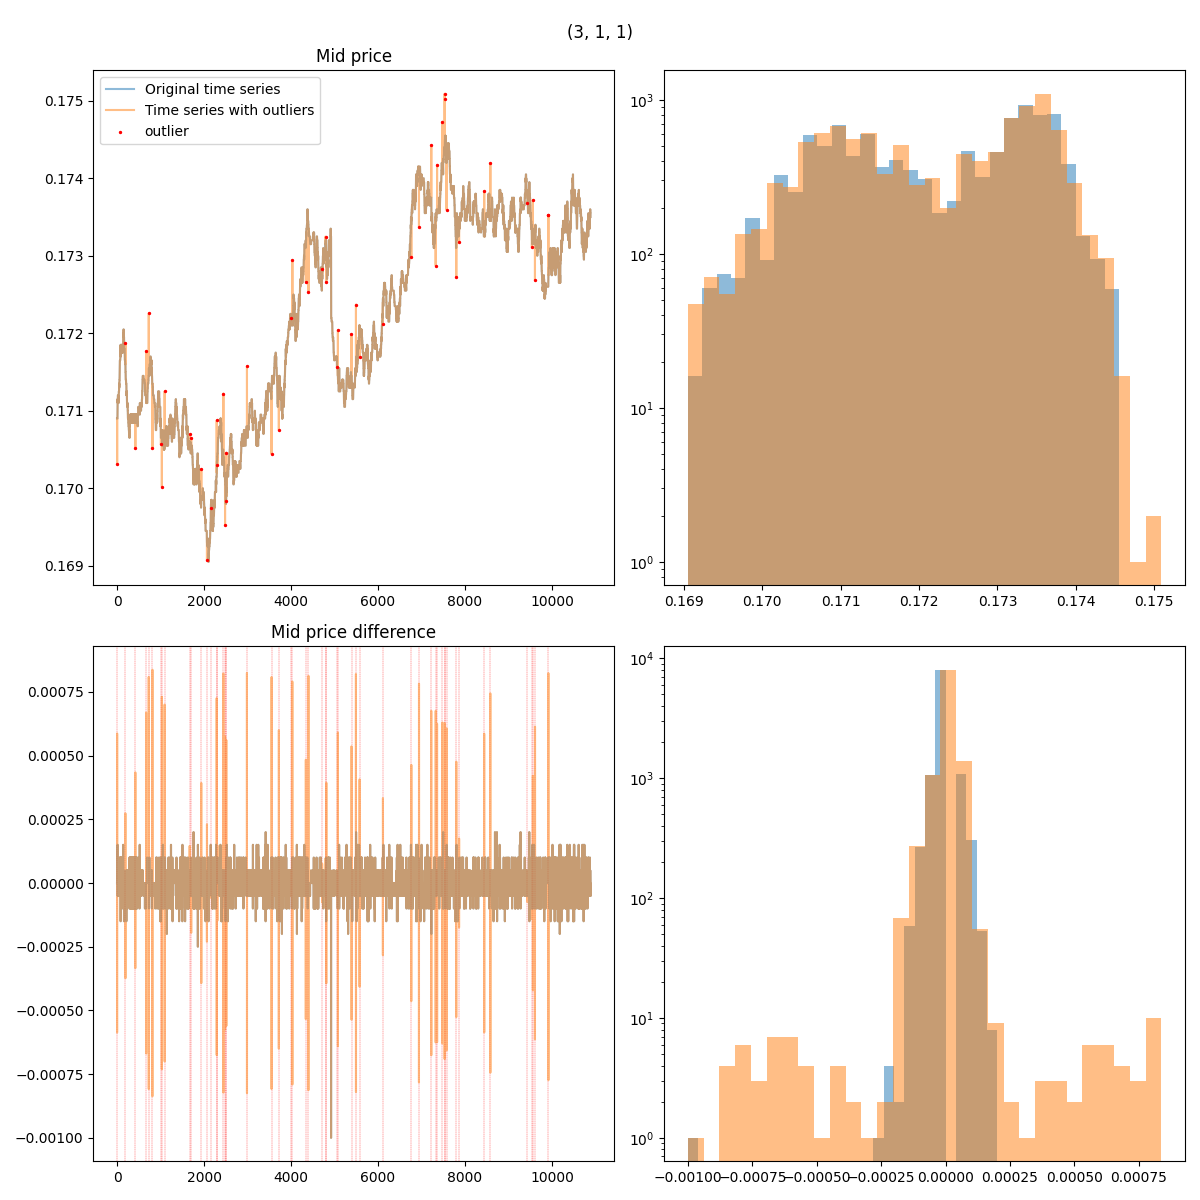 (3, 1, 1)
Mid price
Original time series
Time series with outliers
outlier
0.175
0.174
0.173
0.172
0.171
0.170
0.169
0 2000 4000 6000 8000 10000
10³
10²
10¹
10⁰
0.169 0.170 0.171 0.172 0.173 0.174 0.175
Mid price difference
0.00075
0.00050
0.00025
0.00000
−0.00025
−0.00050
−0.00075
−0.00100
0 2000 4000 6000 8000 10000
10⁴
10³
10²
10¹
10⁰
−0.00100 −0.00075 −0.00050 −0.00025 0.00000 0.00025 0.00050 0.00075